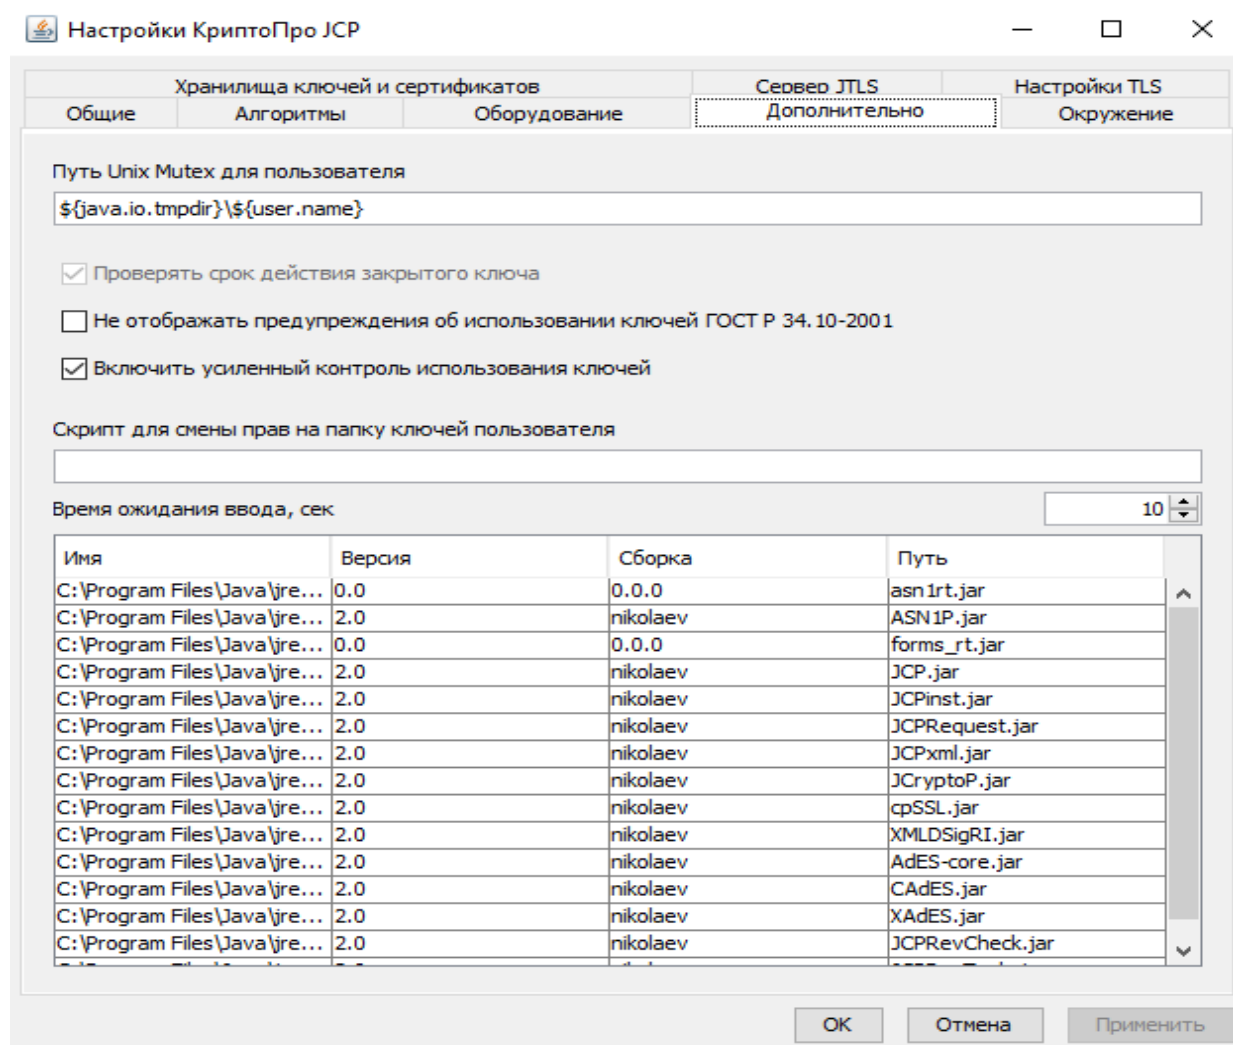 Настройки КриптоПро JCP
Хранилища ключей и сертификатов Сервер JTLS Настройки TLS
Общие Алгоритмы Оборудование Дополнительно Окружение
Путь Unix Mutex для пользователя
${java.io.tmpdir}\${user.name}
Проверять срок действия закрытого ключа
Не отображать предупреждения об использовании ключей ГОСТ Р 34.10-2001
Включить усиленный контроль использования ключей
Скрипт для смены прав на папку ключей пользователя
Время ожидания ввода, сек 10
Имя Версия Сборка Путь
C:\Program Files\Java\jre... 0.0 0.0.0 asn1rt.jar
C:\Program Files\Java\jre... 2.0 nikolaev ASN1P.jar
C:\Program Files\Java\jre... 0.0 0.0.0 forms_rt.jar
C:\Program Files\Java\jre... 2.0 nikolaev JCP.jar
C:\Program Files\Java\jre... 2.0 nikolaev JCPinst.jar
C:\Program Files\Java\jre... 2.0 nikolaev JCPRequest.jar
C:\Program Files\Java\jre... 2.0 nikolaev JCPxml.jar
C:\Program Files\Java\jre... 2.0 nikolaev JCryptoP.jar
C:\Program Files\Java\jre... 2.0 nikolaev cpSSL.jar
C:\Program Files\Java\jre... 2.0 nikolaev XMLDSigRI.jar
C:\Program Files\Java\jre... 2.0 nikolaev AdES-core.jar
C:\Program Files\Java\jre... 2.0 nikolaev CAdES.jar
C:\Program Files\Java\jre... 2.0 nikolaev XAdES.jar
C:\Program Files\Java\jre... 2.0 nikolaev JCPRevCheck.jar
OK Отмена Применить